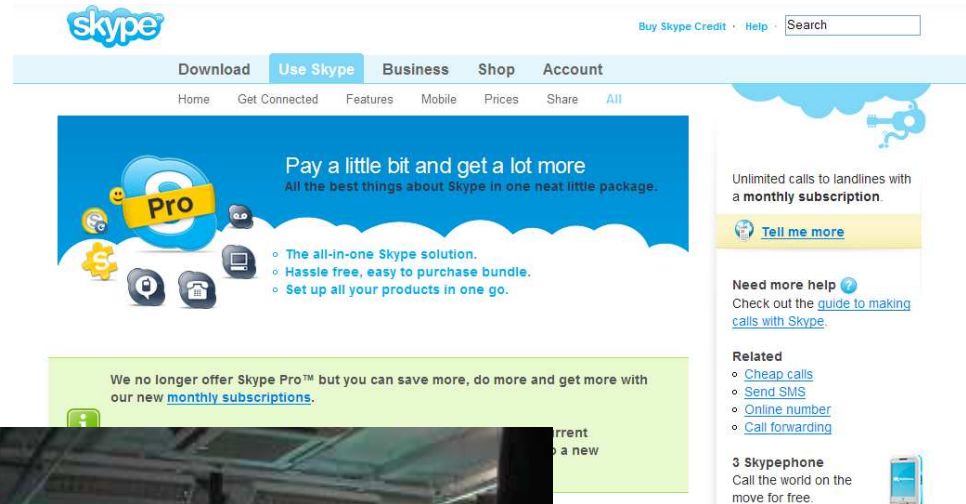 skype™
Buy Skype Credit · Help · Search
Download Use Skype Business Shop Account
Home Get Connected Features Mobile Prices Share All
Pay a little bit and get a lot more
All the best things about Skype in one neat little package.
Pro
The all-in-one Skype solution.
Hassle free, easy to purchase bundle.
Set up all your products in one go.
We no longer offer Skype Pro™ but you can save more, do more and get more with
our new monthly subscriptions.
a new
Unlimited calls to landlines with
a monthly subscription.
Tell me more
Need more help ?
Check out the guide to making
calls with Skype.
Related
Cheap calls
Send SMS
Online number
Call forwarding
3 Skypephone
Call the world on the
move for free.